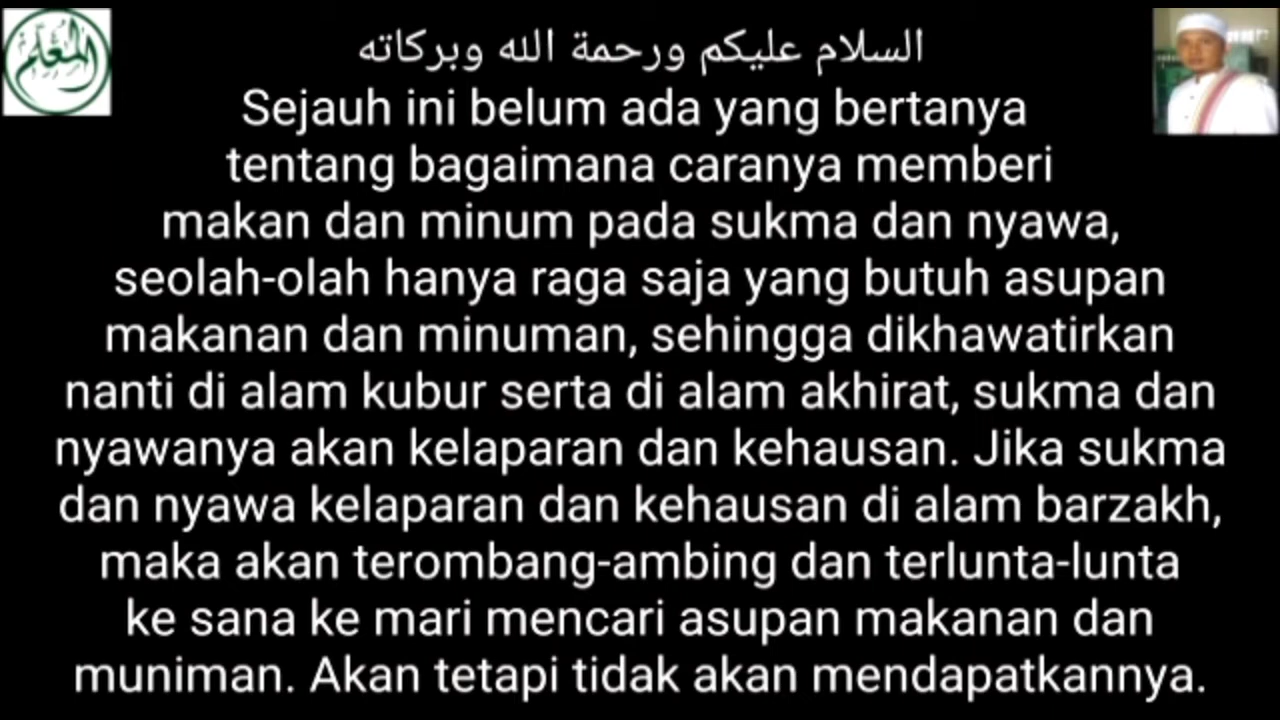 السلام عليكم ورحمة الله وبركاته
Sejauh ini belum ada yang bertanya
tentang bagaimana caranya memberi
makan dan minum pada sukma dan nyawa,
seolah-olah hanya raga saja yang butuh asupan
makanan dan minuman, sehingga dikhawatirkan
nanti di alam kubur serta di alam akhirat, sukma dan
nyawanya akan kelaparan dan kehausan. Jika sukma
dan nyawa kelaparan dan kehausan di alam barzakh,
maka akan terombang-ambing dan terlunta-lunta
ke sana ke mari mencari asupan makanan dan
muniman. Akan tetapi tidak akan mendapatkannya.